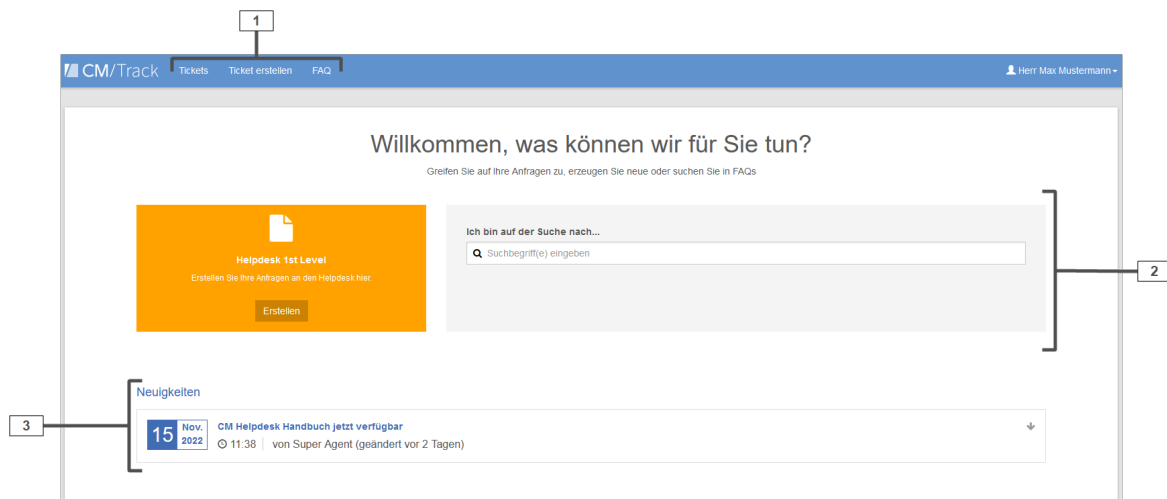 1
CM/Track Tickets Ticket erstellen FAQ Herr Max Mustermann
Willkommen, was können wir für Sie tun?
Greifen Sie auf Ihre Anfragen zu, erzeugen Sie neue oder suchen Sie in FAQs
Helpdesk 1st Level
Erstellen Sie Ihre Anfragen an den Helpdesk hier.
Erstellen
Ich bin auf der Suche nach...
Suchbegriff(e) eingeben
2
Neuigkeiten
3
15 Nov. 2022
CM Helpdesk Handbuch jetzt verfügbar
11:38 von Super Agent (geändert vor 2 Tagen)